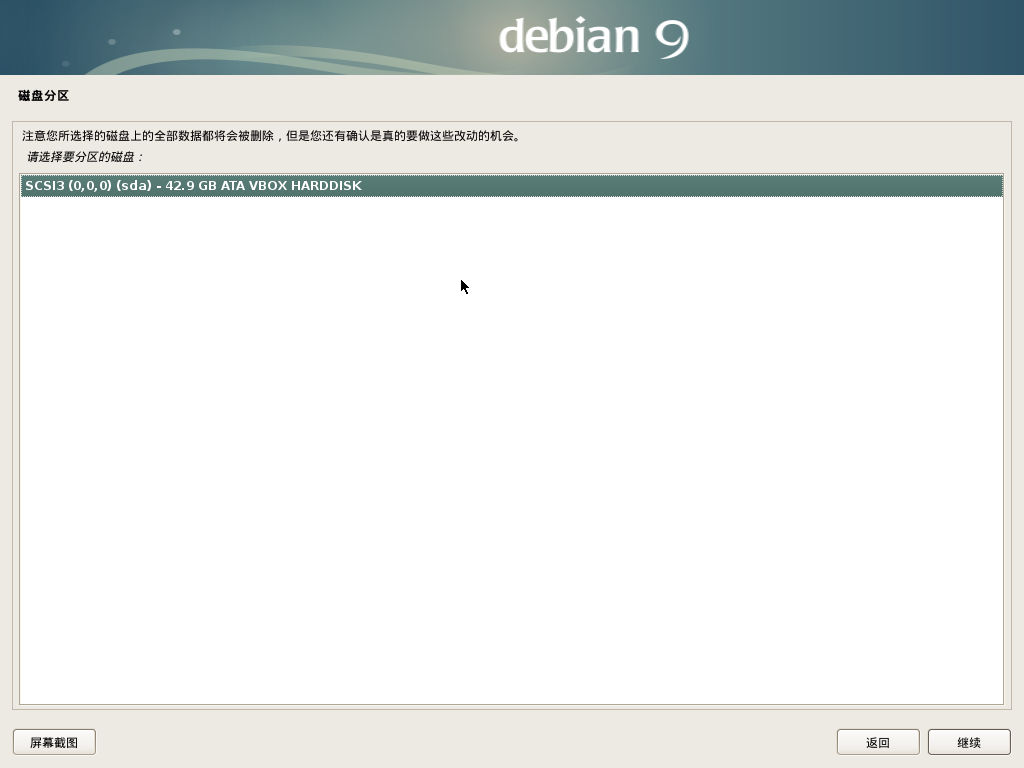 debian 9
磁盘分区
注意您所选择的磁盘上的全部数据都将会被删除，但是您还有确认是真的要做这些改动的机会。
请选择要分区的磁盘：
SCSI3 (0,0,0) (sda) - 42.9 GB ATA VBOX HARDDISK
屏幕截图
返回
继续